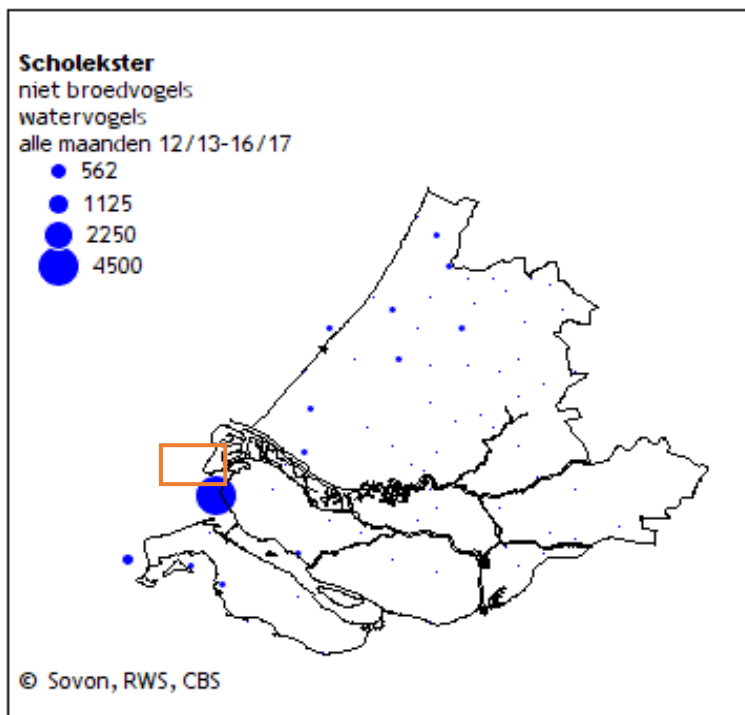 Scholekster
niet broedvogels
watervogels
alle maanden 12/13-16/17
562
1125
2250
4500
© Sovon, RWS, CBS